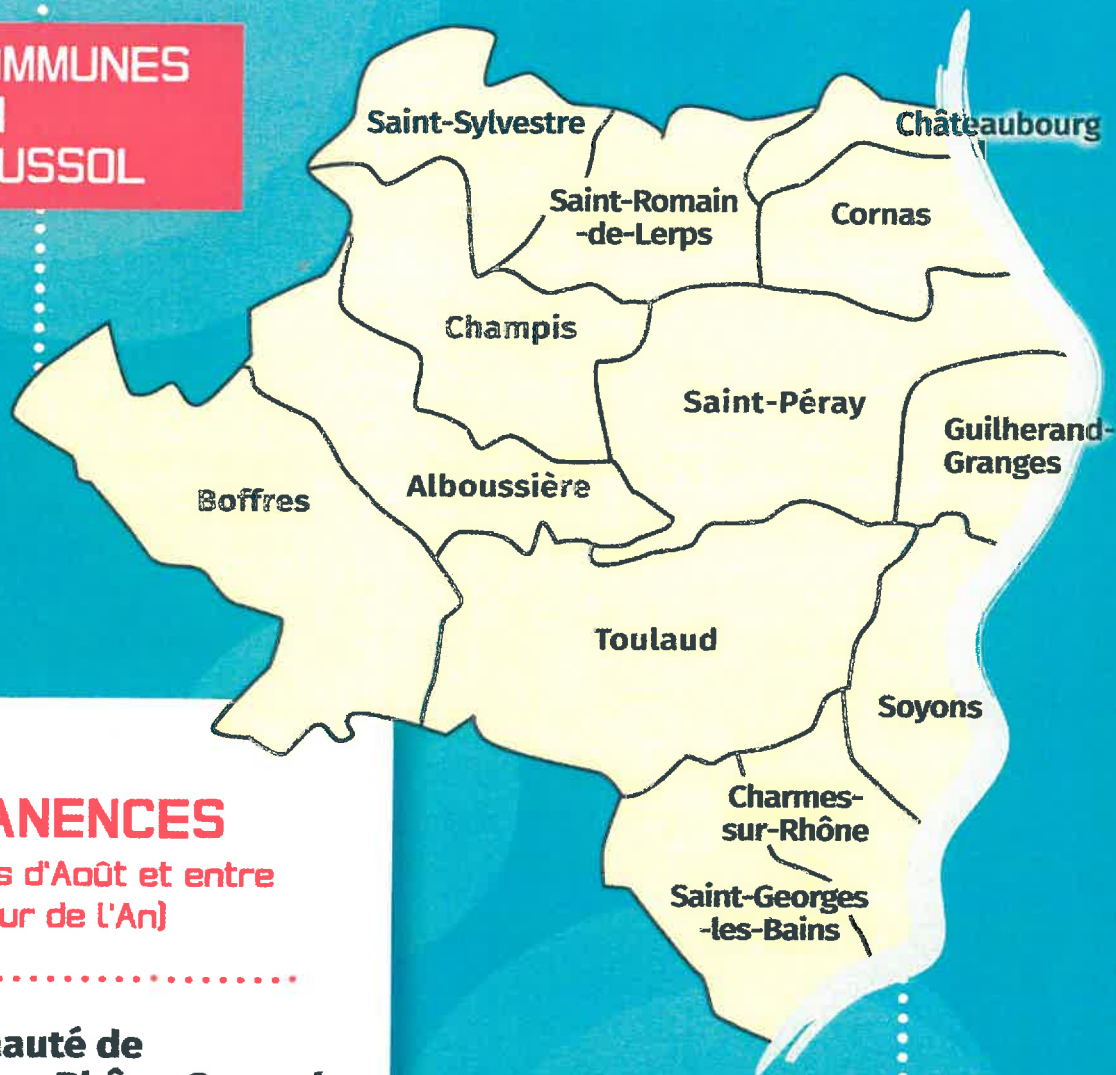 USSOL
Saint-Sylvestre
Châteaubourg
Saint-Romain
-de-Lerps
Cornas
Champis
Saint-Péray
Guilherand-
Granges
Alboussière
Boffres
Toulaud
Soyons
Charmes-
sur-Rhône
Saint-Georges
-les-Bains
ANENCES
s d'Août et entre
ur de l'An)
auté de